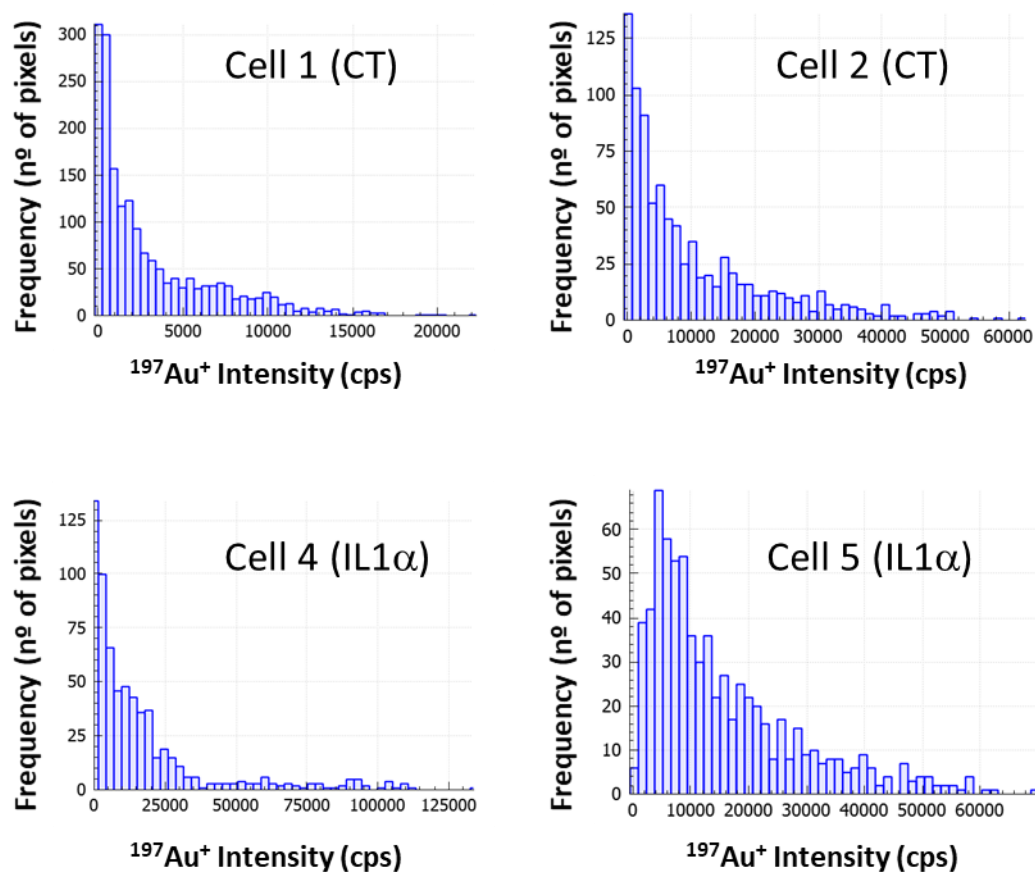 Cell 1 (CT)
Frequency (nº of pixels)
300
250
200
150
100
50
0
0 5000 10000 15000 20000
¹⁹⁷Au⁺ Intensity (cps)
Cell 2 (CT)
Frequency (nº of pixels)
125
100
75
50
25
0
0 10000 20000 30000 40000 50000 60000
¹⁹⁷Au⁺ Intensity (cps)
Cell 4 (IL1α)
Frequency (nº of pixels)
125
100
75
50
25
0
0 25000 50000 75000 100000 125000
¹⁹⁷Au⁺ Intensity (cps)
Cell 5 (IL1α)
Frequency (nº of pixels)
60
50
40
30
20
10
0
0 10000 20000 30000 40000 50000 60000
¹⁹⁷Au⁺ Intensity (cps)